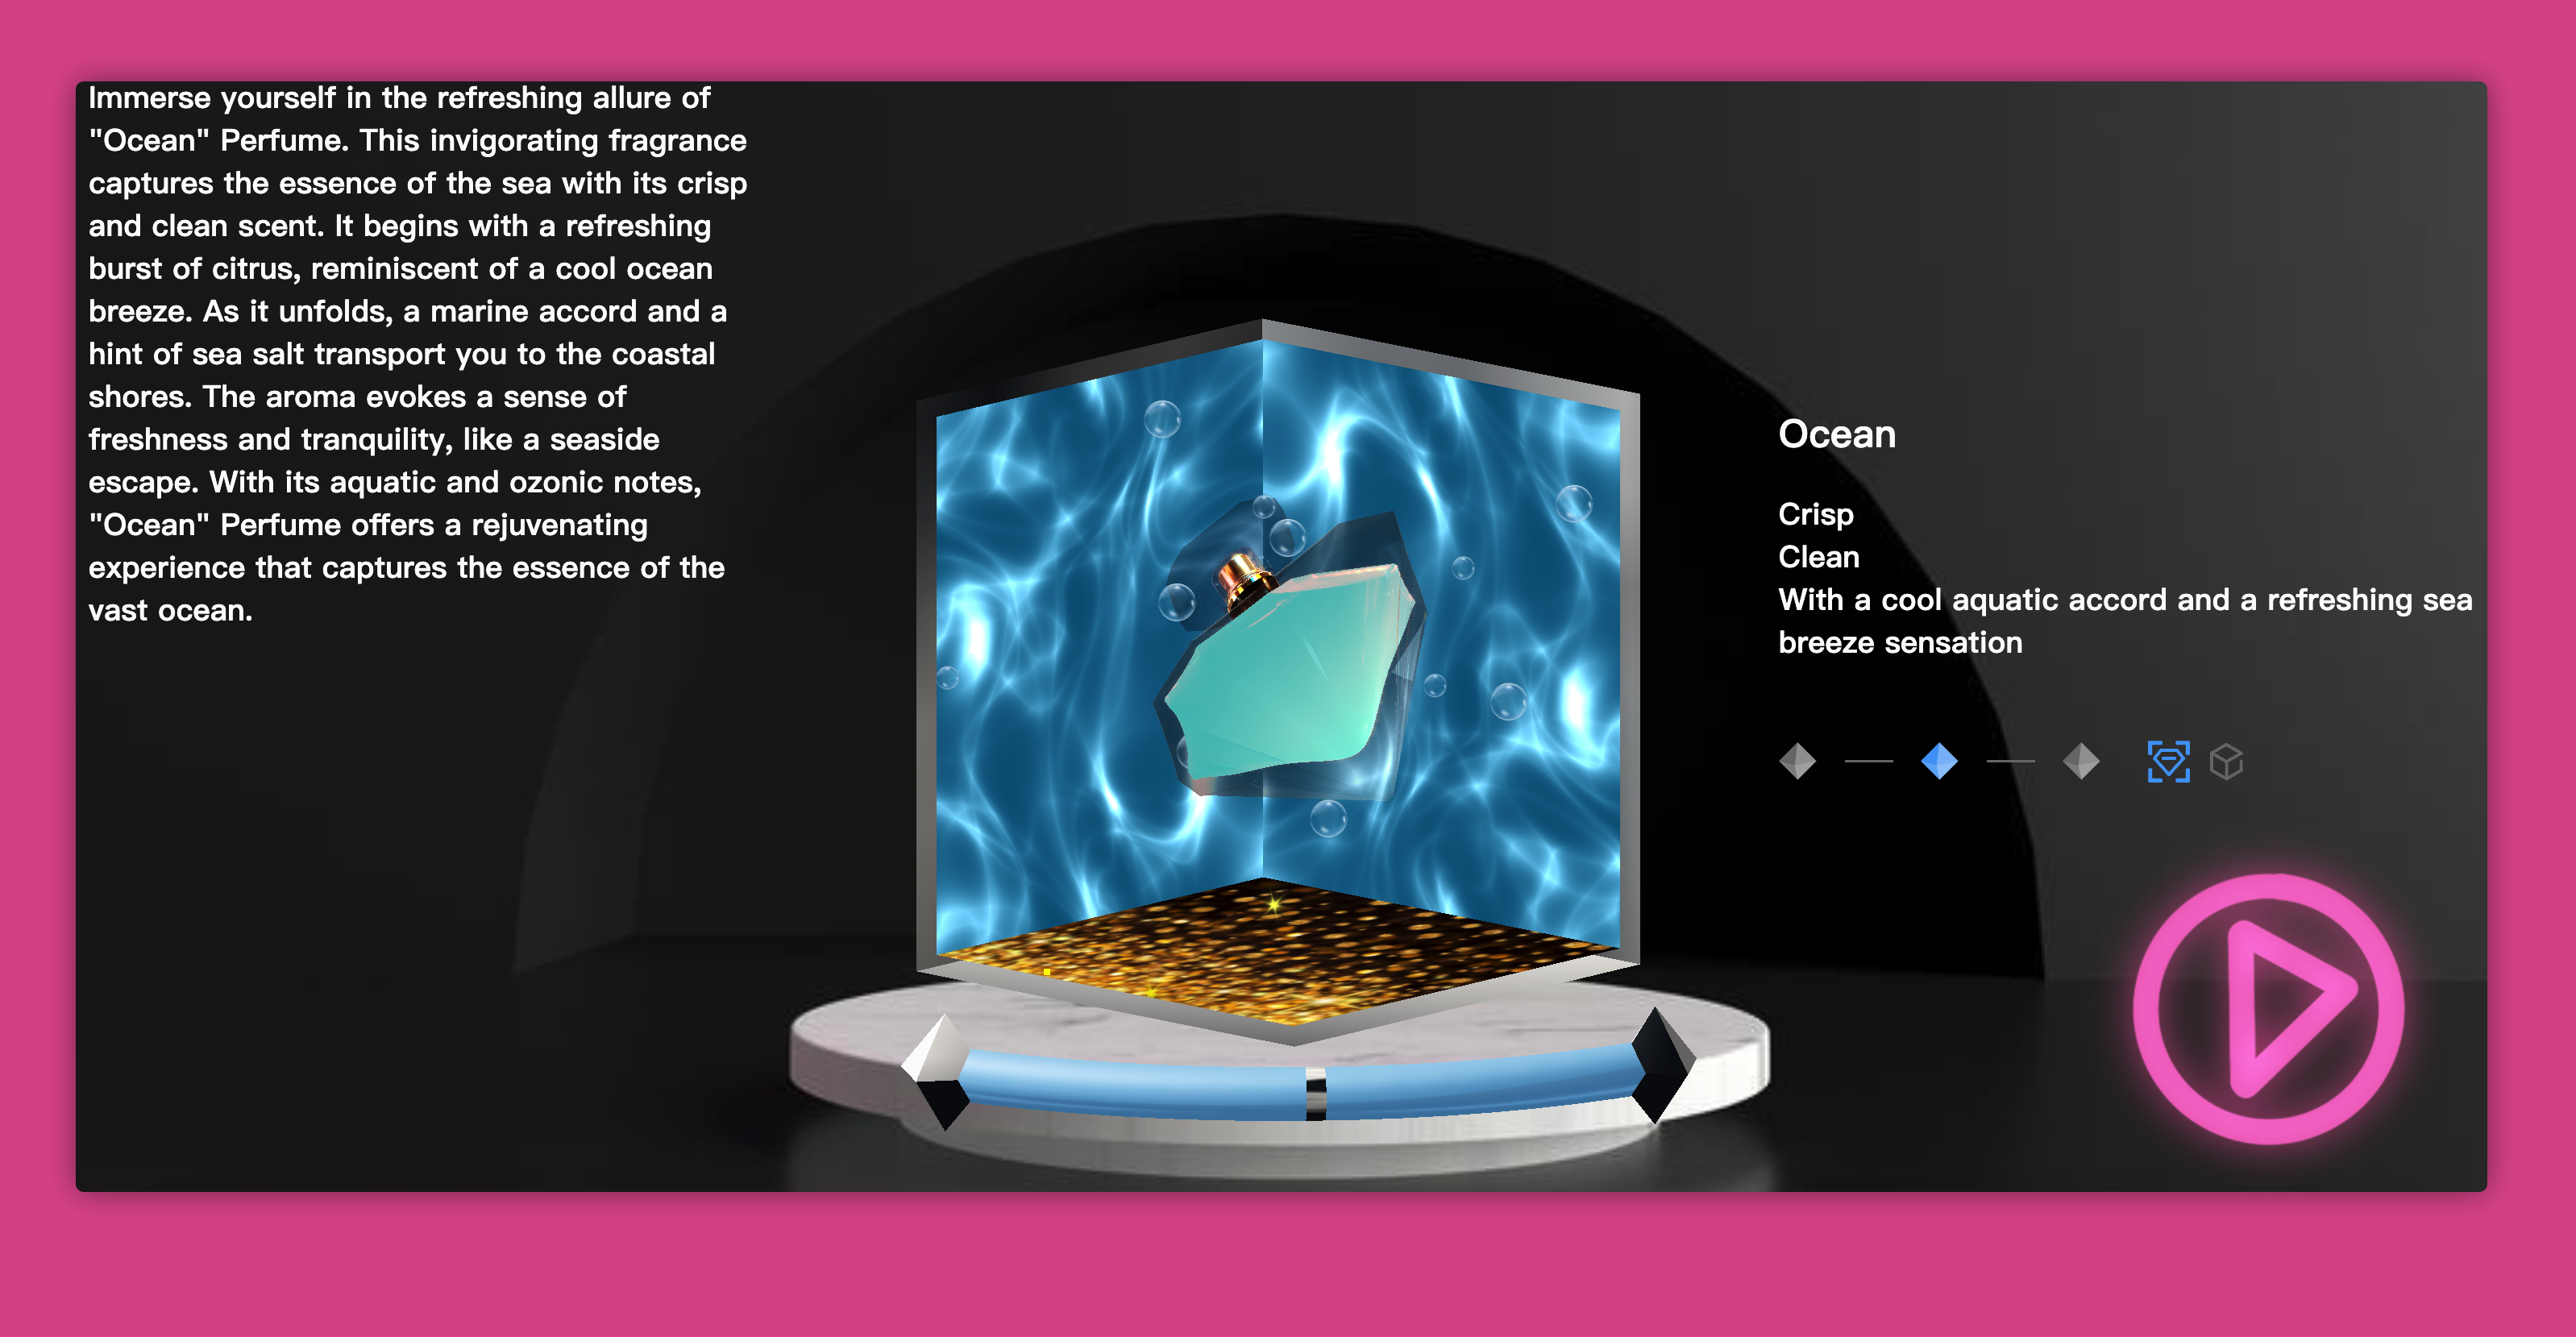 Immerse yourself in the refreshing allure of
"Ocean" Perfume. This invigorating fragrance
captures the essence of the sea with its crisp
and clean scent. It begins with a refreshing
burst of citrus, reminiscent of a cool ocean
breeze. As it unfolds, a marine accord and a
hint of sea salt transport you to the coastal
shores. The aroma evokes a sense of
freshness and tranquility, like a seaside
escape. With its aquatic and ozonic notes,
"Ocean" Perfume offers a rejuvenating
experience that captures the essence of the
vast ocean.
Ocean
Crisp
Clean
With a cool aquatic accord and a refreshing sea
breeze sensation